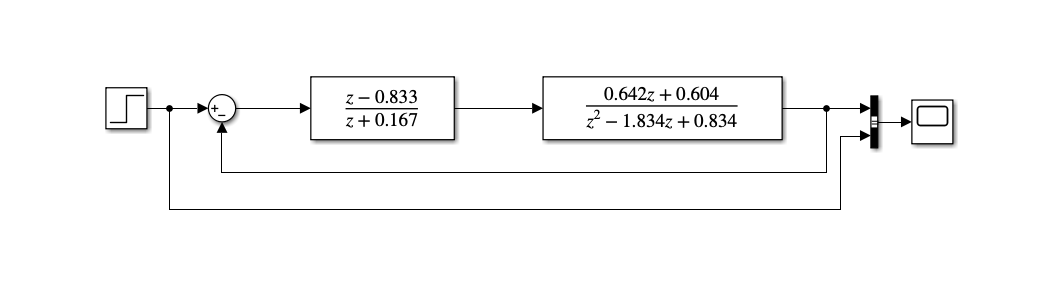 +
−
z − 0.833
z + 0.167
0.642z + 0.604
z² − 1.834z + 0.834
=